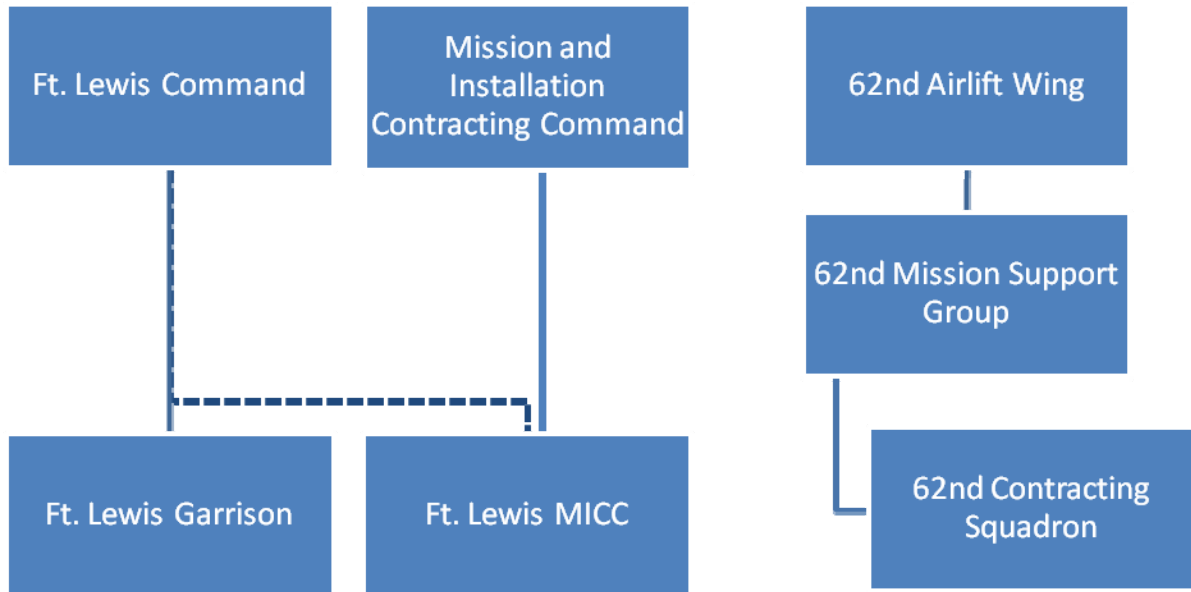 Ft. Lewis Command
Mission and
Installation
Contracting Command
62nd Airlift Wing
62nd Mission Support
Group
Ft. Lewis Garrison
Ft. Lewis MICC
62nd Contracting
Squadron